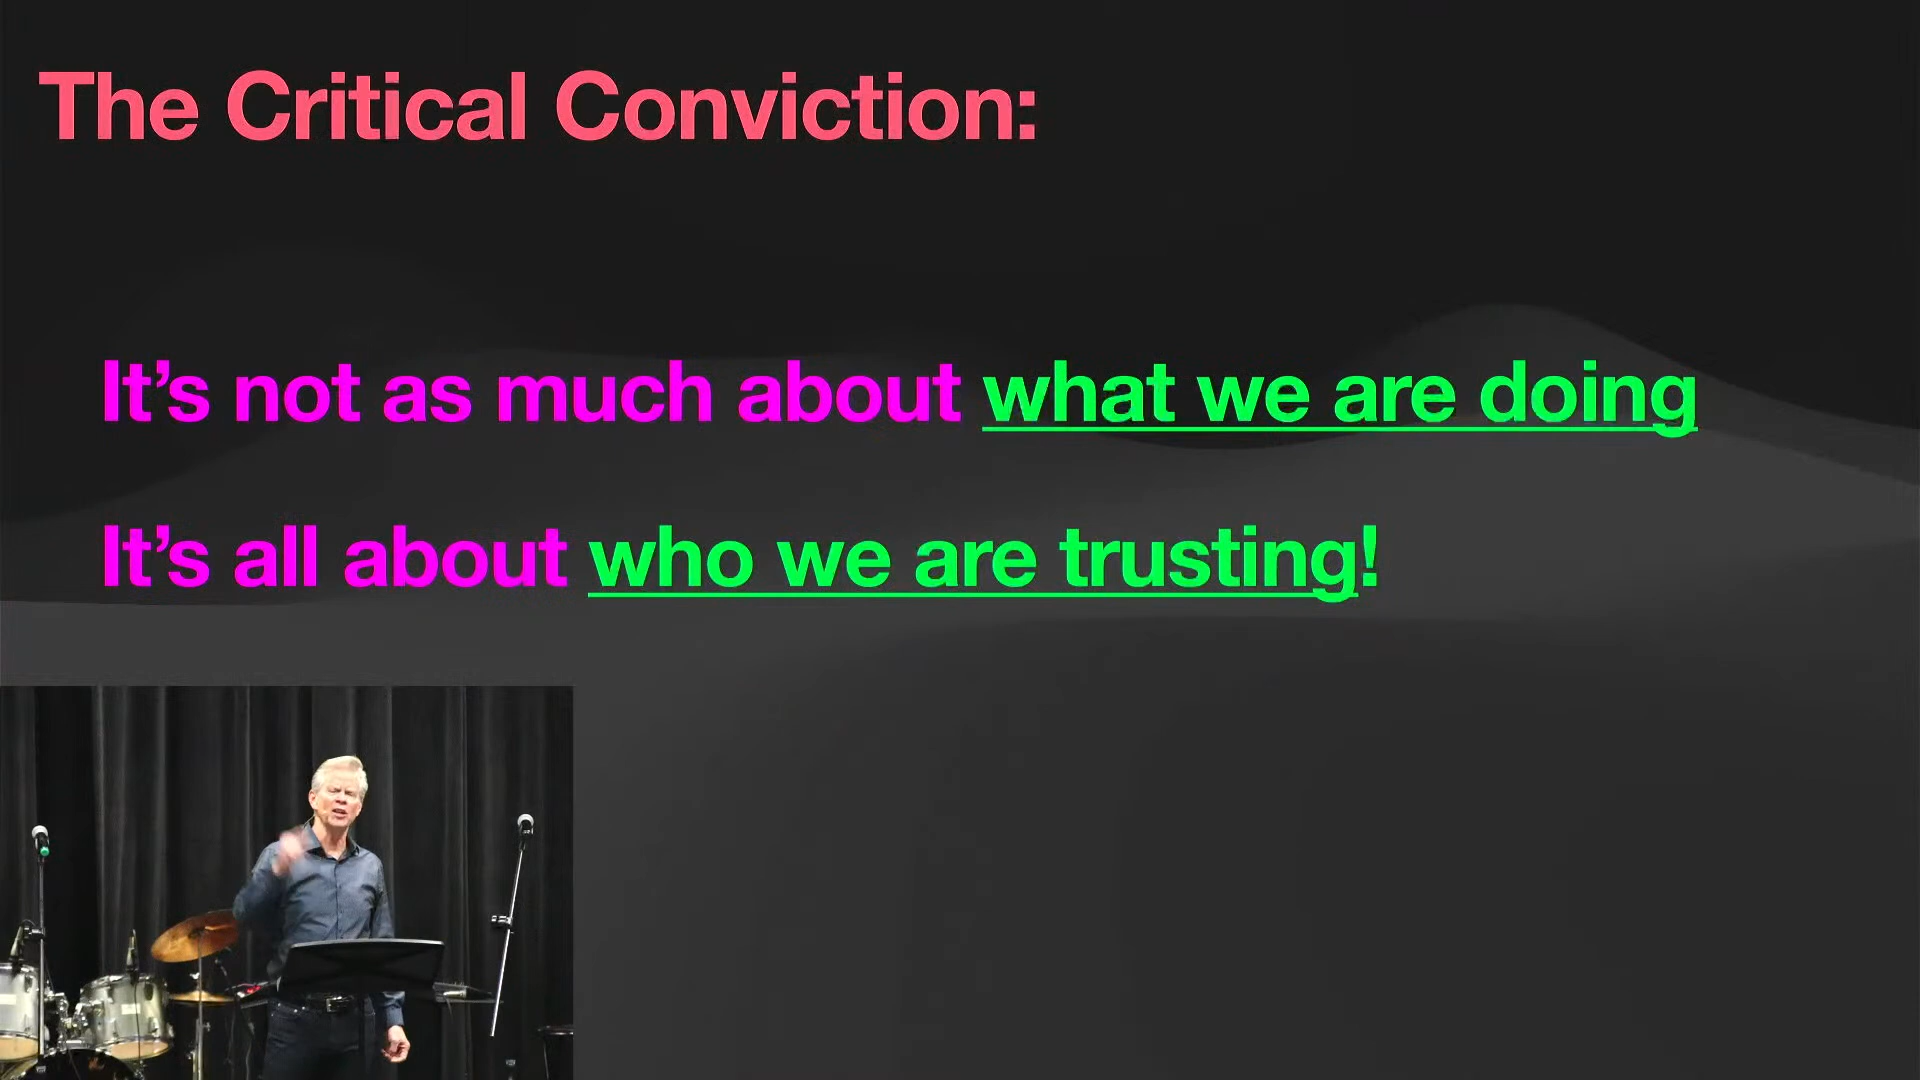 The Critical Conviction:
It’s not as much about what we are doing
It’s all about who we are trusting!